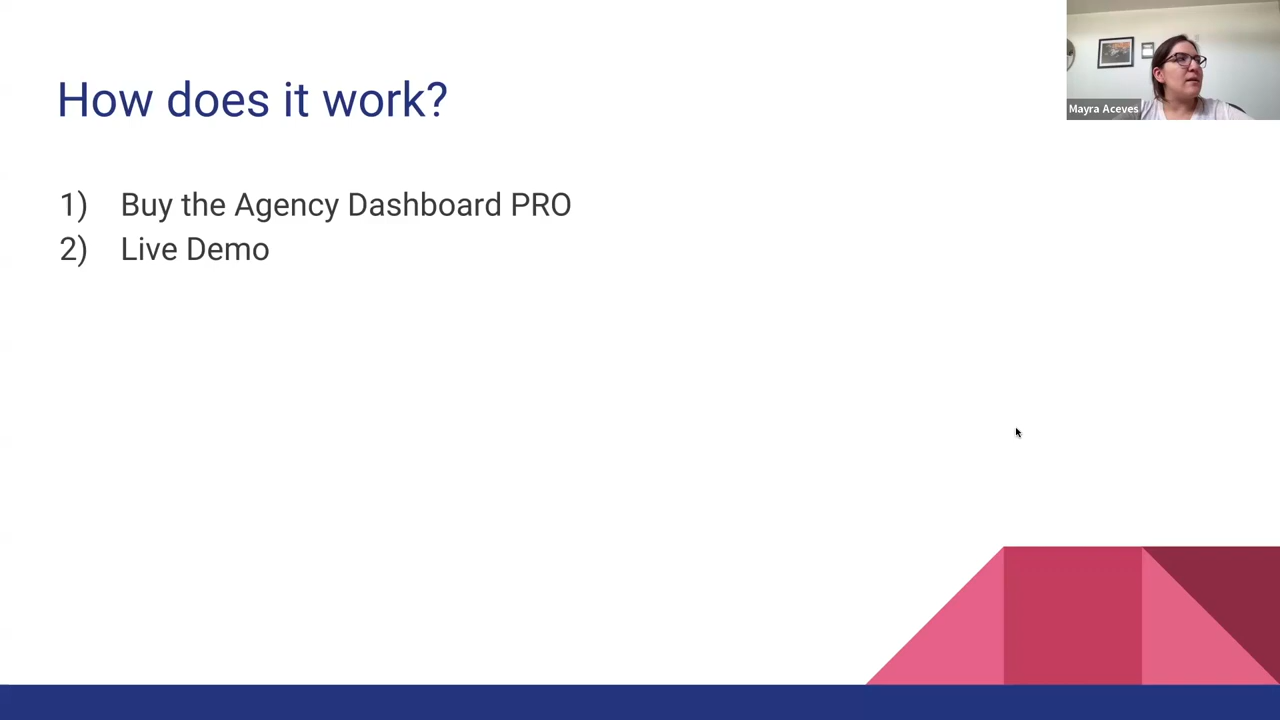 How does it work?
1) Buy the Agency Dashboard PRO
2) Live Demo
Mayra Aceves